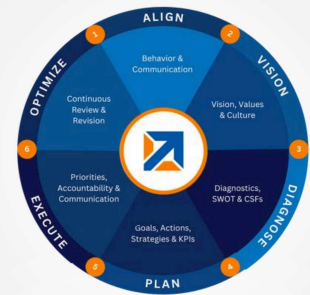 ALIGN
1
2
Behavior &
Communication
VISION
Vision, Values
& Culture
3
DIAGNOSE
Diagnostics,
SWOT & CSFs
4
PLAN
Goals, Actions,
Strategies & KPIs
5
EXECUTE
Priorities,
Accountability &
Communication
6
OPTIMIZE
Continuous
Review &
Revision